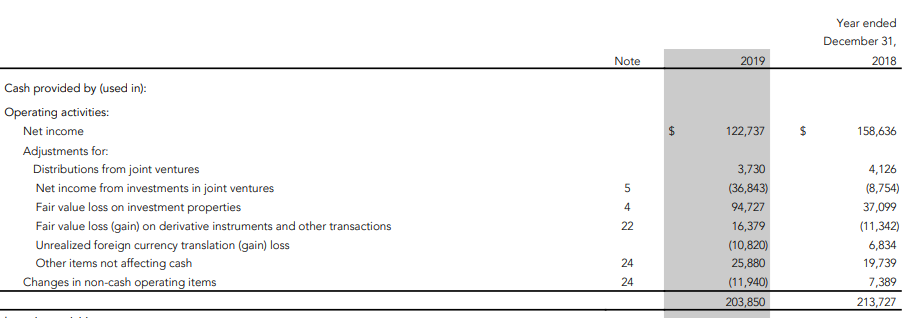 Year ended
December 31,
Note 2019 2018
Cash provided by (used in):
Operating activities:
Net income $ 122,737 $ 158,636
Adjustments for:
Distributions from joint ventures 3,730 4,126
Net income from investments in joint ventures 5 (36,843) (8,754)
Fair value loss on investment properties 4 94,727 37,099
Fair value loss (gain) on derivative instruments and other transactions 22 16,379 (11,342)
Unrealized foreign currency translation (gain) loss (10,820) 6,834
Other items not affecting cash 24 25,880 19,739
Changes in non-cash operating items 24 (11,940) 7,389
203,850 213,727